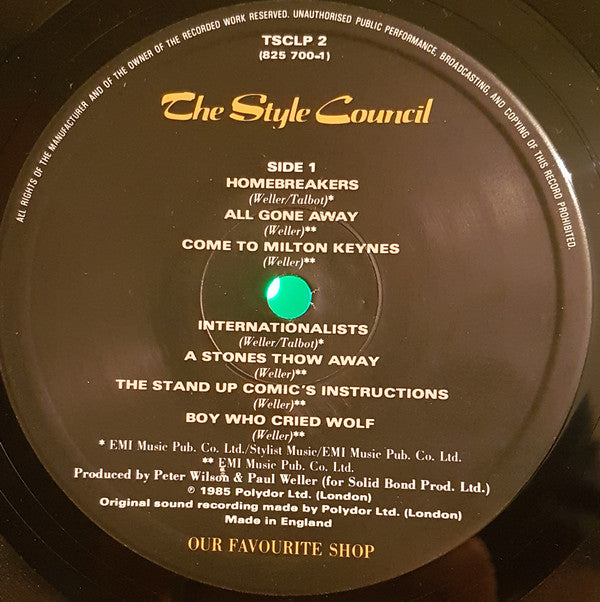 ALL RIGHTS OF THE MANUFACTURER AND OF THE OWNER OF THE RECORDED WORK RESERVED. UNAUTHORISED PUBLIC PERFORMANCE, BROADCASTING, AND COPYING OF THIS RECORD PROHIBITED.
TSCLP 2
(825 700-1)
The Style Council
SIDE 1
HOMEBREAKERS
(Weller/Talbot)*
ALL GONE AWAY
(Weller)**
COME TO MILTON KEYNES
(Weller)**
INTERNATIONALISTS
(Weller/Talbot)*
A STONES THOW AWAY
(Weller)**
THE STAND UP COMIC'S INSTRUCTIONS
(Weller)**
BOY WHO CRIED WOLF
(Weller)**
* EMI Music Pub. Co. Ltd./Stylist Music/EMI Music Pub. Co. Ltd.
** EMI Music Pub. Co. Ltd.
Produced by Peter Wilson & Paul Weller (for Solid Bond Prod. Ltd.)
℗ 1985 Polydor Ltd. (London)
Original sound recording made by Polydor Ltd. (London)
Made in England
OUR FAVOURITE SHOP